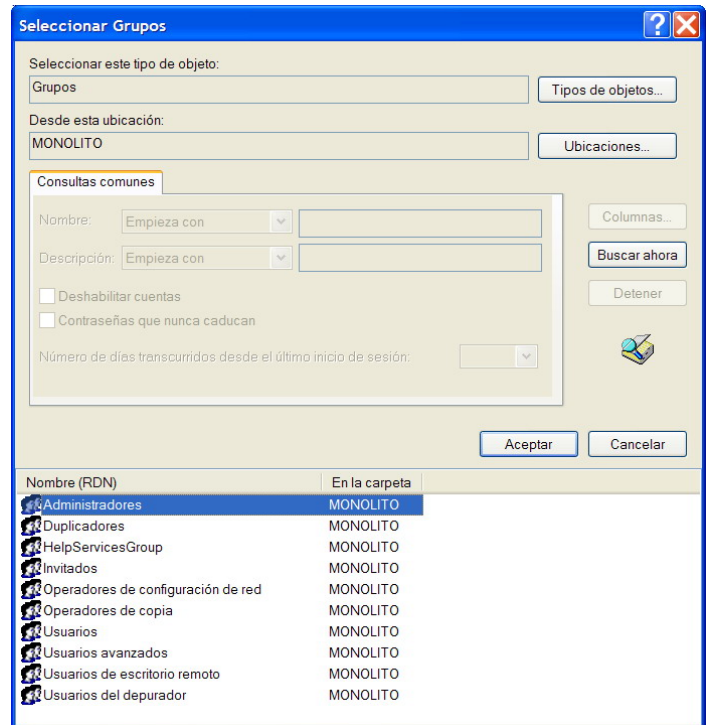 Seleccionar Grupos
Seleccionar este tipo de objeto:
Grupos
Tipos de objetos...
Desde esta ubicación:
MONOLITO
Ubicaciones...
Consultas comunes
Nombre: Empieza con
Columnas...
Descripción: Empieza con
Buscar ahora
Deshabilitar cuentas
Detener
Contraseñas que nunca caducan
Número de días transcurridos desde el último inicio de sesión:
Aceptar Cancelar
Nombre (RDN) En la carpeta
Administradores MONOLITO
Duplicadores MONOLITO
HelpServicesGroup MONOLITO
Invitados MONOLITO
Operadores de configuración de red MONOLITO
Operadores de copia MONOLITO
Usuarios MONOLITO
Usuarios avanzados MONOLITO
Usuarios de escritorio remoto MONOLITO
Usuarios del depurador MONOLITO